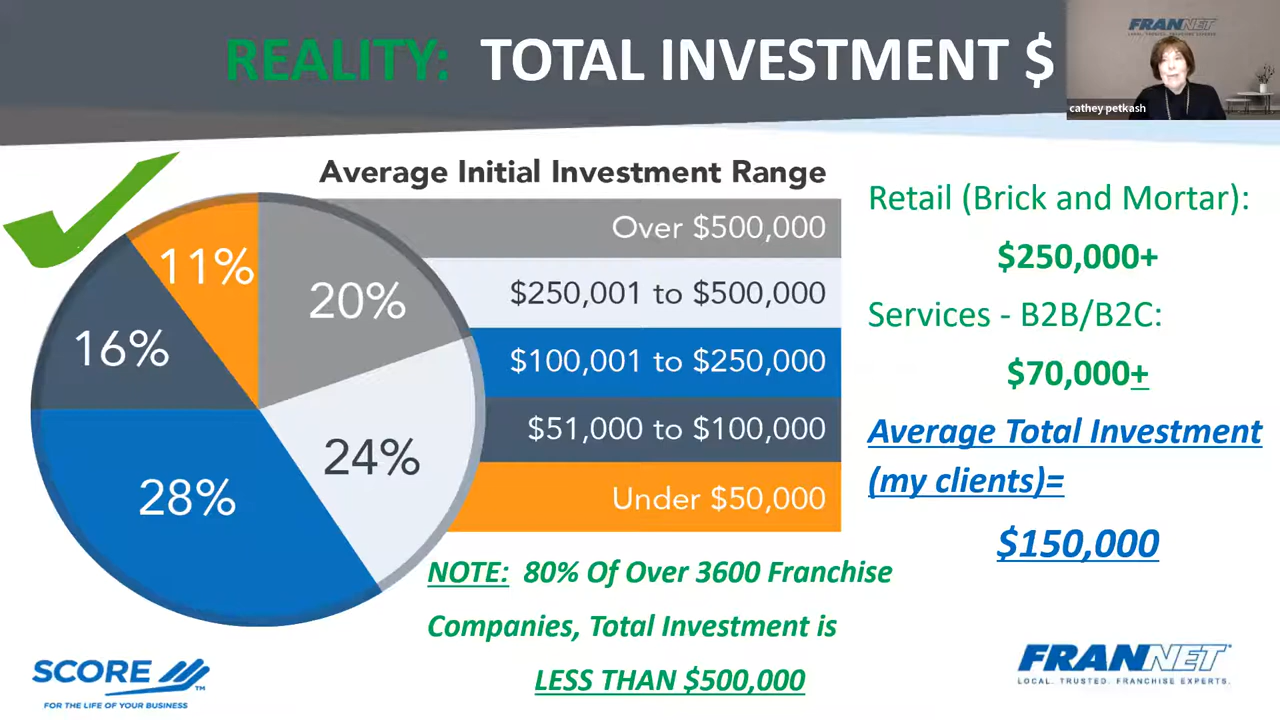 REALITY: TOTAL INVESTMENT $
FRANNET
cathey petkash
Average Initial Investment Range
Over $500,000
$250,001 to $500,000
$100,001 to $250,000
$51,000 to $100,000
Under $50,000
11%
20%
16%
24%
28%
Retail (Brick and Mortar):
$250,000+
Services - B2B/B2C:
$70,000+
Average Total Investment
(my clients)=
$150,000
NOTE: 80% Of Over 3600 Franchise
Companies, Total Investment is
LESS THAN $500,000
SCORE TM
FOR THE LIFE OF YOUR BUSINESS
FRANNET
LOCAL. TRUSTED. FRANCHISE EXPERTS.